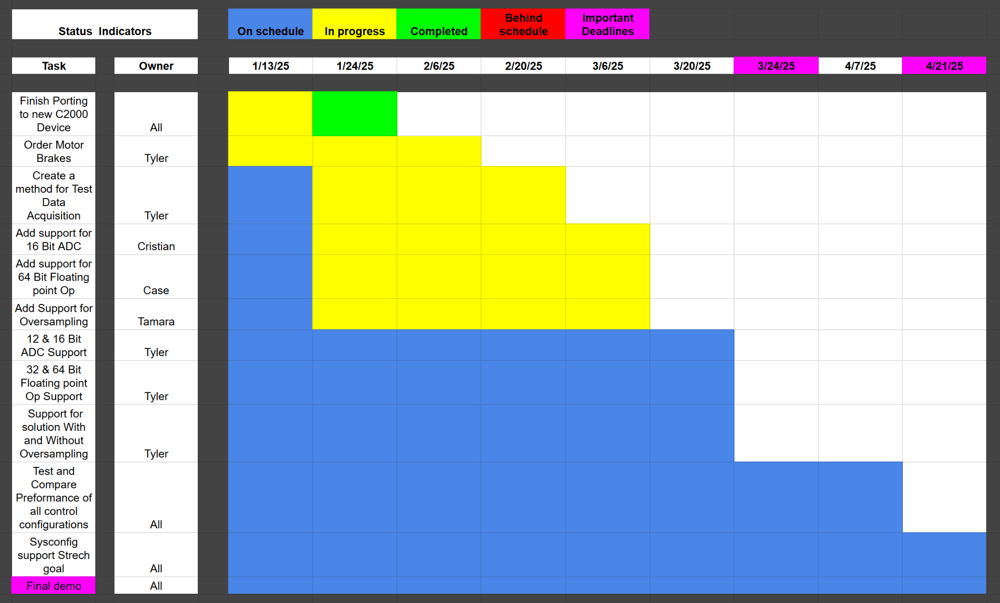 Status  Indicators
On schedule
In progress
Completed
Behind
schedule
Important
Deadlines
Task
Owner
1/13/25
1/24/25
2/6/25
2/20/25
3/6/25
3/20/25
3/24/25
4/7/25
4/21/25
Finish Porting
to new C2000
Device
All
Order Motor
Brakes
Tyler
Create a
method for Test
Data
Acquisition
Tyler
Add support for
16 Bit ADC
Cristian
Add support for
64 Bit Floating
point Op
Case
Add Support for
Oversampling
Tamara
12 & 16 Bit
ADC Support
Tyler
32 & 64 Bit
Floating point
Op Support
Tyler
Support for
solution With
and Without
Oversampling
Tyler
Test and
Compare
Preformance of
all control
configurations
All
Sysconfig
support Strech
goal
All
Final demo
All